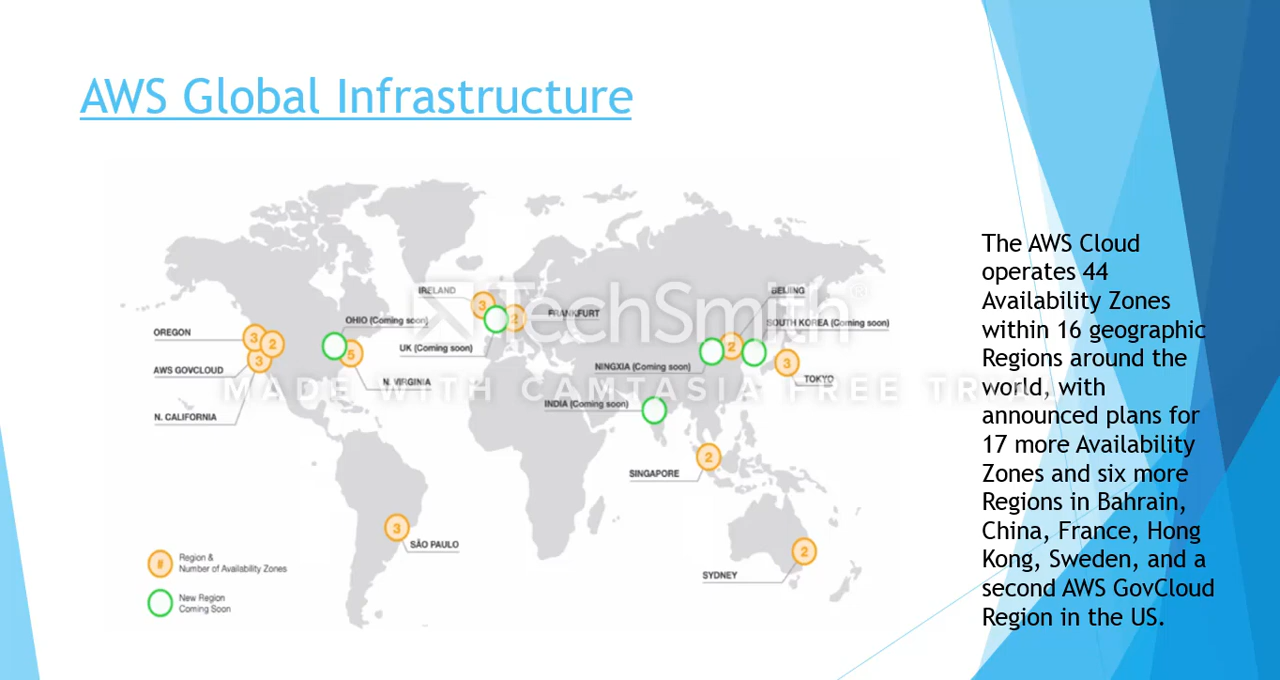 AWS Global Infrastructure
IRELAND
3
2
FRANKFURT
BEIJING
TechSmith®
OHIO (Coming soon)
SOUTH KOREA (Coming soon)
OREGON
3
2
UK (Coming soon)
2
AWS GOVCLOUD
3
5
NINGXIA (Coming soon)
3
N. VIRGINIA
TOKYO
MADE WITH CAMTASIA FREE TR
N. CALIFORNIA
INDIA (Coming soon)
SINGAPORE
2
3
SÃO PAULO
SYDNEY
2
# Region &
Number of Availability Zones
New Region
Coming Soon
The AWS Cloud
operates 44
Availability Zones
within 16 geographic
Regions around the
world, with
announced plans for
17 more Availability
Zones and six more
Regions in Bahrain,
China, France, Hong
Kong, Sweden, and a
second AWS GovCloud
Region in the US.